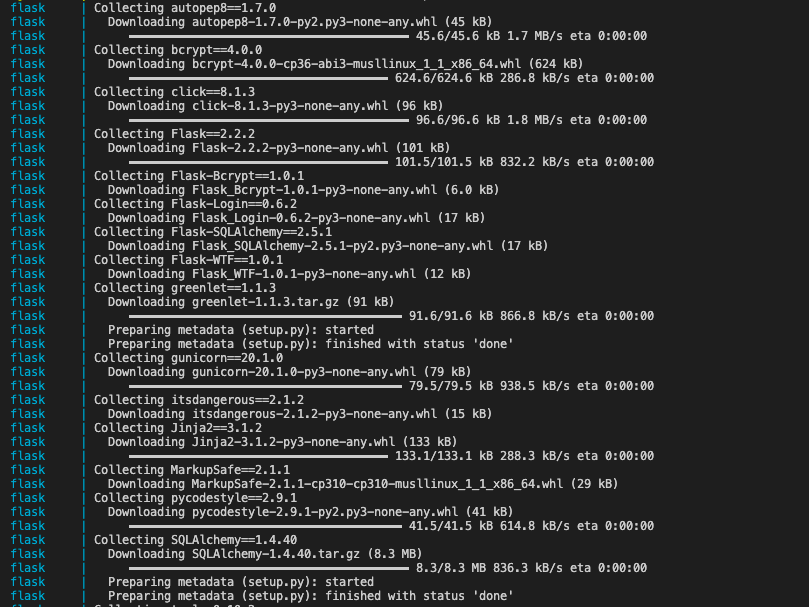 flask | Collecting autopep8==1.7.0
flask | Downloading autopep8-1.7.0-py2.py3-none-any.whl (45 kB)
flask | 45.6/45.6 kB 1.7 MB/s eta 0:00:00
flask | Collecting bcrypt==4.0.0
flask | Downloading bcrypt-4.0.0-cp36-abi3-musllinux_1_1_x86_64.whl (624 kB)
flask | 624.6/624.6 kB 286.8 kB/s eta 0:00:00
flask | Collecting click==8.1.3
flask | Downloading click-8.1.3-py3-none-any.whl (96 kB)
flask | 96.6/96.6 kB 1.8 MB/s eta 0:00:00
flask | Collecting Flask==2.2.2
flask | Downloading Flask-2.2.2-py3-none-any.whl (101 kB)
flask | 101.5/101.5 kB 832.2 kB/s eta 0:00:00
flask | Collecting Flask-Bcrypt==1.0.1
flask | Downloading Flask_Bcrypt-1.0.1-py3-none-any.whl (6.0 kB)
flask | Collecting Flask-Login==0.6.2
flask | Downloading Flask_Login-0.6.2-py3-none-any.whl (17 kB)
flask | Collecting Flask-SQLAlchemy==2.5.1
flask | Downloading Flask_SQLAlchemy-2.5.1-py2.py3-none-any.whl (17 kB)
flask | Collecting Flask-WTF==1.0.1
flask | Downloading Flask_WTF-1.0.1-py3-none-any.whl (12 kB)
flask | Collecting greenlet==1.1.3
flask | Downloading greenlet-1.1.3.tar.gz (91 kB)
flask | 91.6/91.6 kB 866.8 kB/s eta 0:00:00
flask | Preparing metadata (setup.py): started
flask | Preparing metadata (setup.py): finished with status 'done'
flask | Collecting gunicorn==20.1.0
flask | Downloading gunicorn-20.1.0-py3-none-any.whl (79 kB)
flask | 79.5/79.5 kB 938.5 kB/s eta 0:00:00
flask | Collecting itsdangerous==2.1.2
flask | Downloading itsdangerous-2.1.2-py3-none-any.whl (15 kB)
flask | Collecting Jinja2==3.1.2
flask | Downloading Jinja2-3.1.2-py3-none-any.whl (133 kB)
flask | 133.1/133.1 kB 288.3 kB/s eta 0:00:00
flask | Collecting MarkupSafe==2.1.1
flask | Downloading MarkupSafe-2.1.1-cp310-cp310-musllinux_1_1_x86_64.whl (29 kB)
flask | Collecting pycodestyle==2.9.1
flask | Downloading pycodestyle-2.9.1-py2.py3-none-any.whl (41 kB)
flask | 41.5/41.5 kB 614.8 kB/s eta 0:00:00
flask | Collecting SQLAlchemy==1.4.40
flask | Downloading SQLAlchemy-1.4.40.tar.gz (8.3 MB)
flask | 8.3/8.3 MB 836.3 kB/s eta 0:00:00
flask | Preparing metadata (setup.py): started
flask | Preparing metadata (setup.py): finished with status 'done'